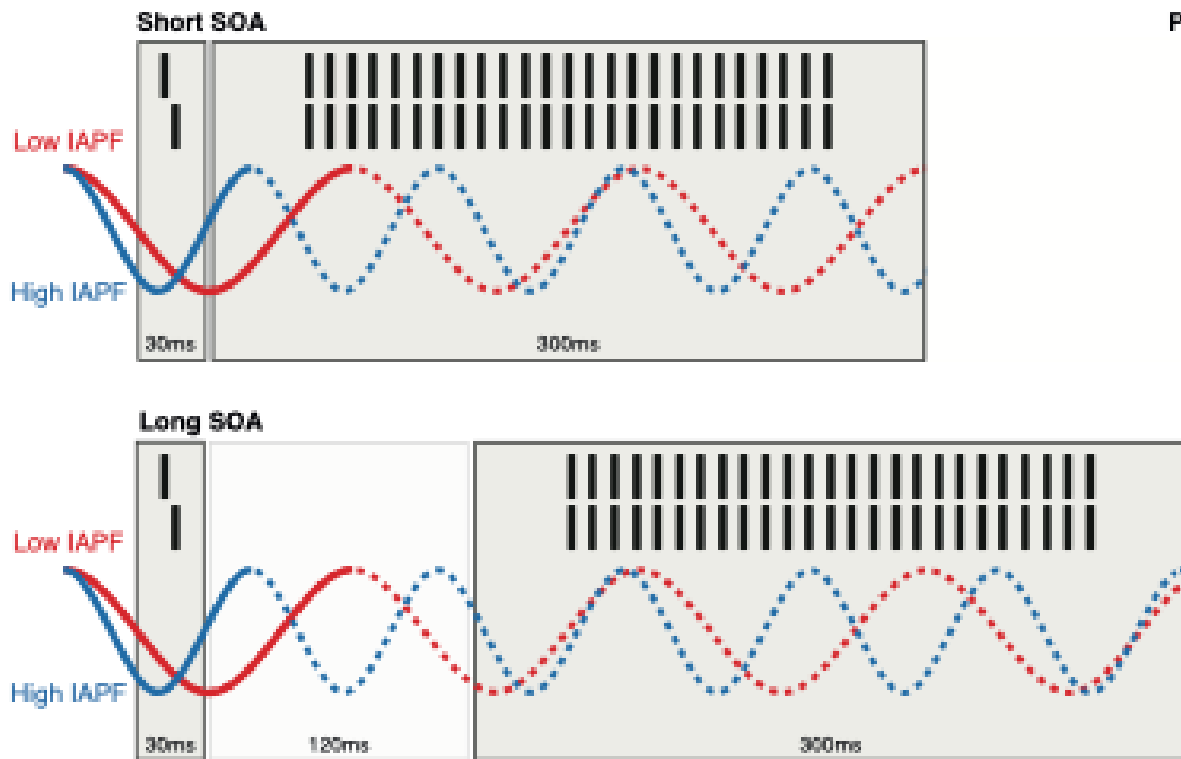 Short SOA
P
Low IAPF
High IAPF
30ms
300ms
Long SOA
Low IAPF
High IAPF
30ms
120ms
300ms